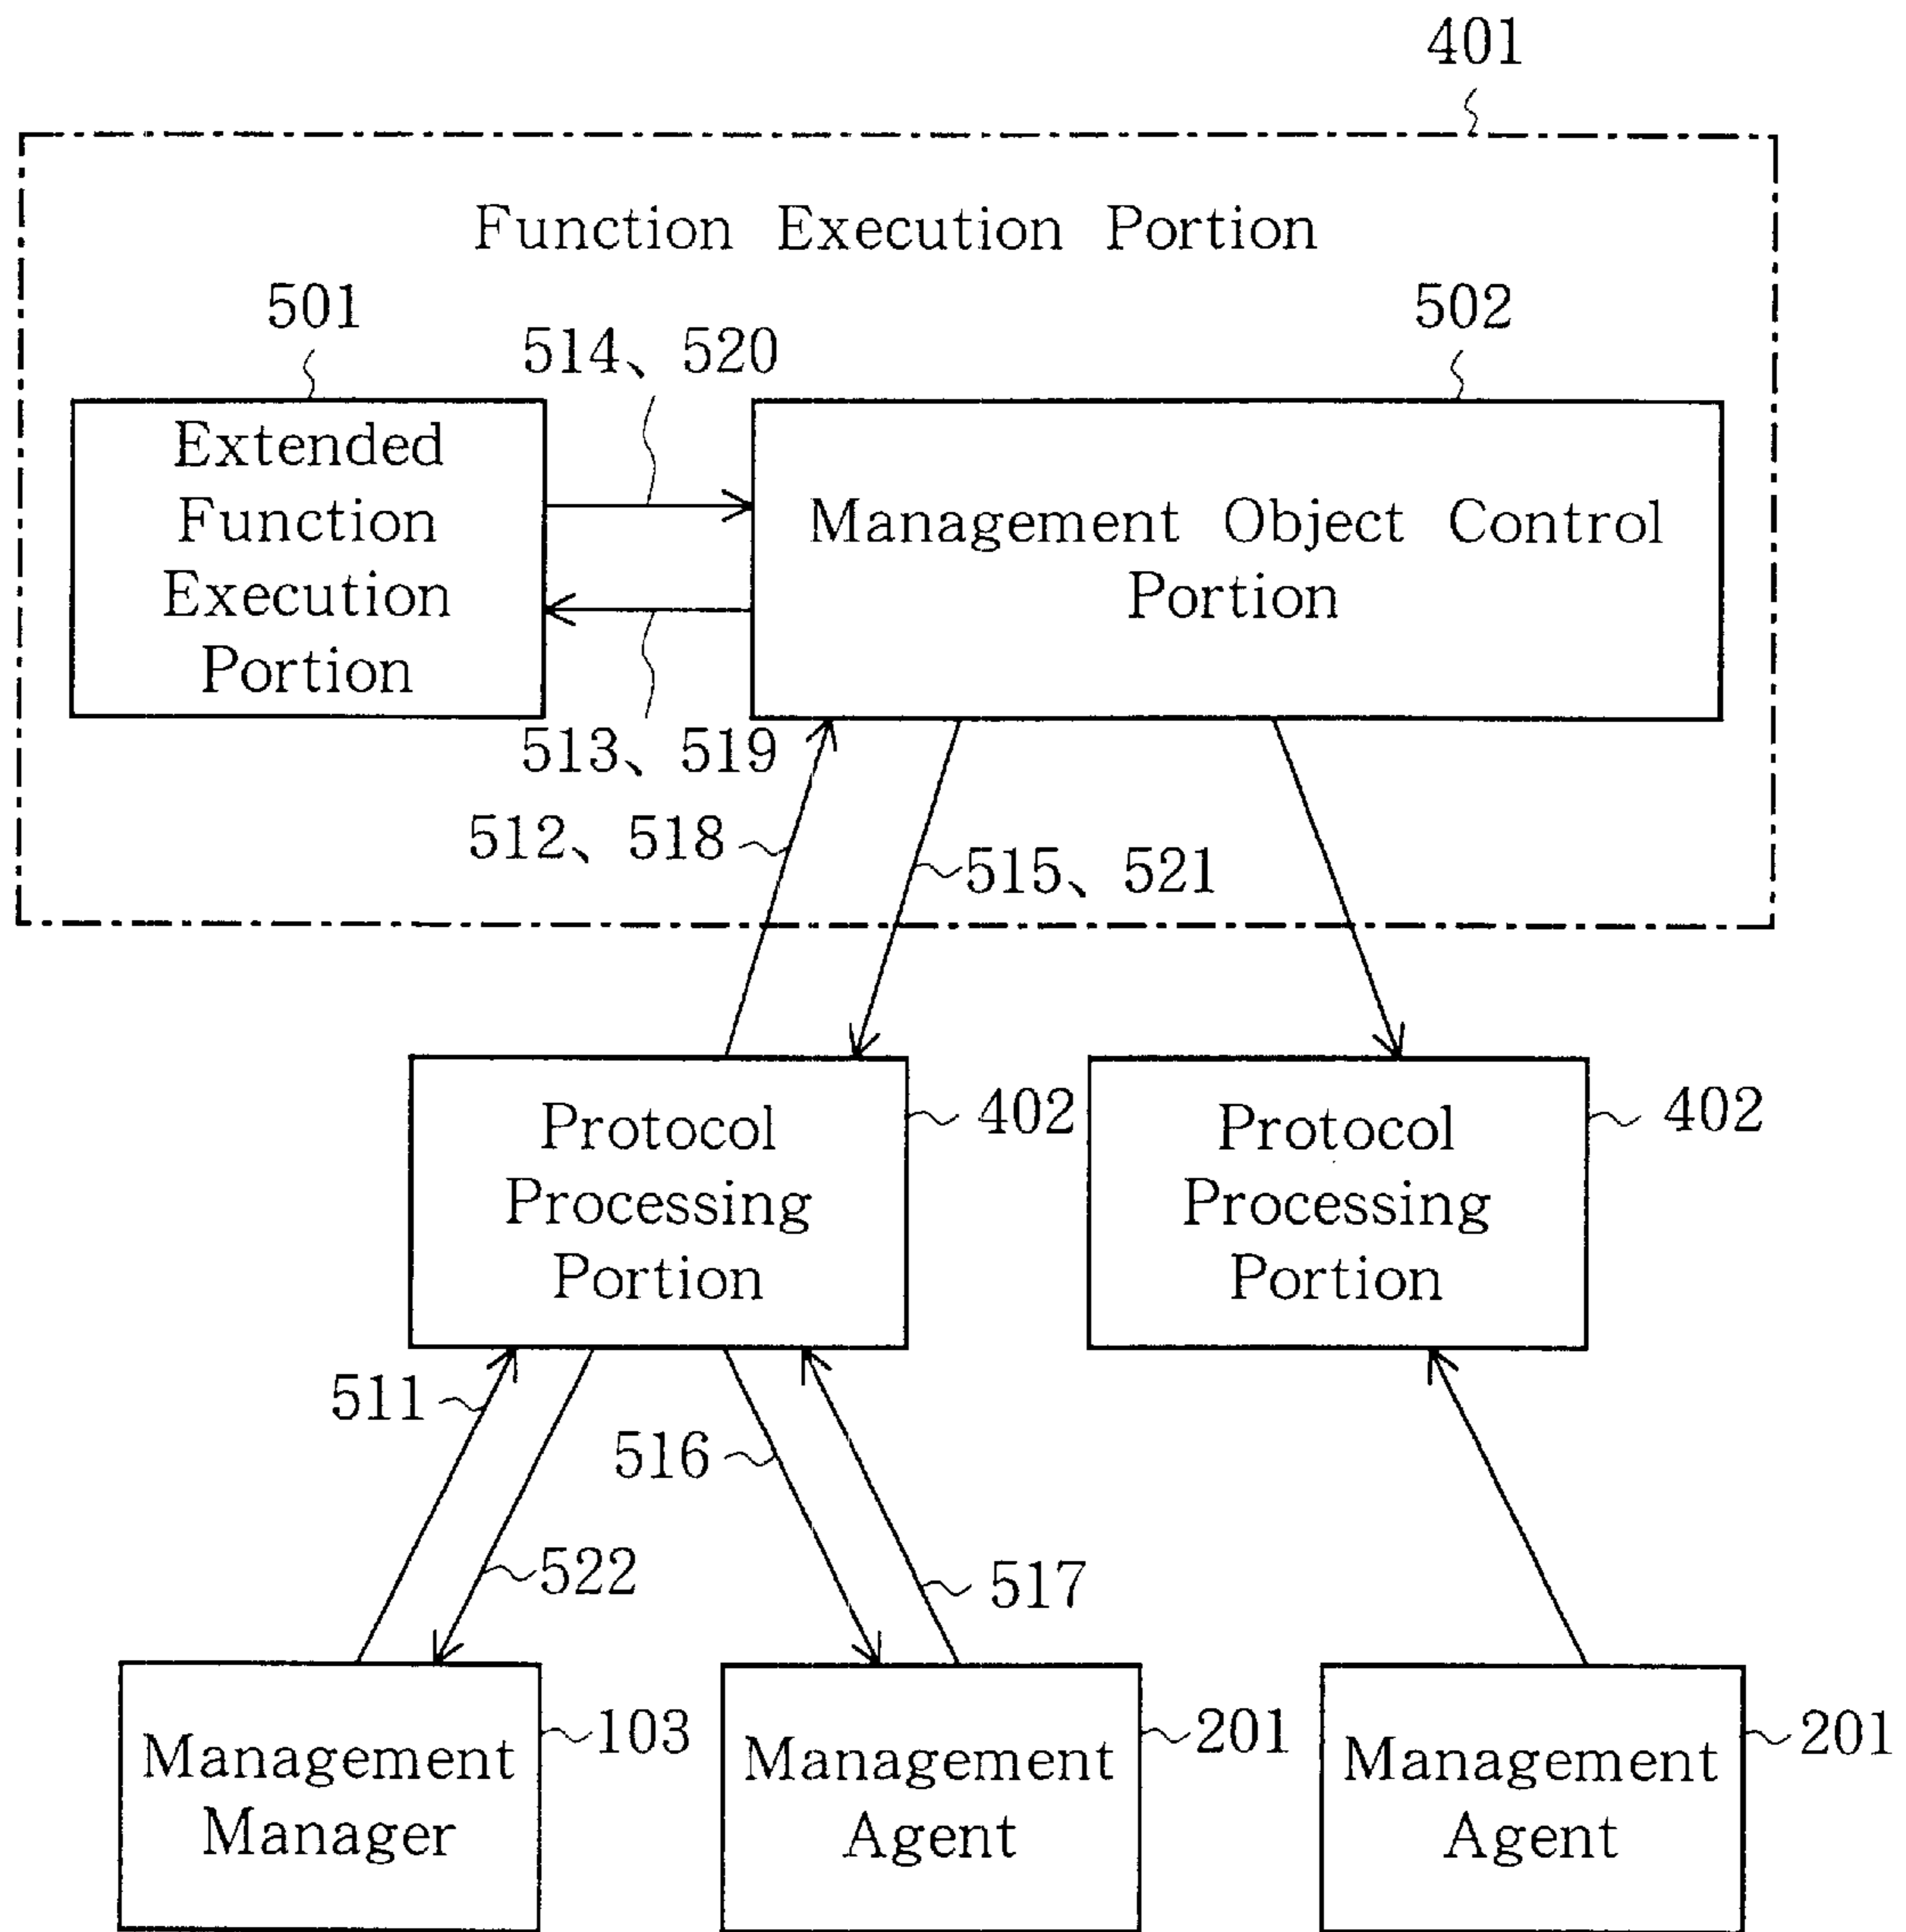 401
Function Execution Portion
501
514、520
502
Extended
Function
Execution
Portion
Management Object Control
Portion
513、519
512、518
515、521
Protocol
Processing
Portion
402
Protocol
Processing
Portion
402
511
516
522
517
Management
Manager
103
Management
Agent
201
Management
Agent
201